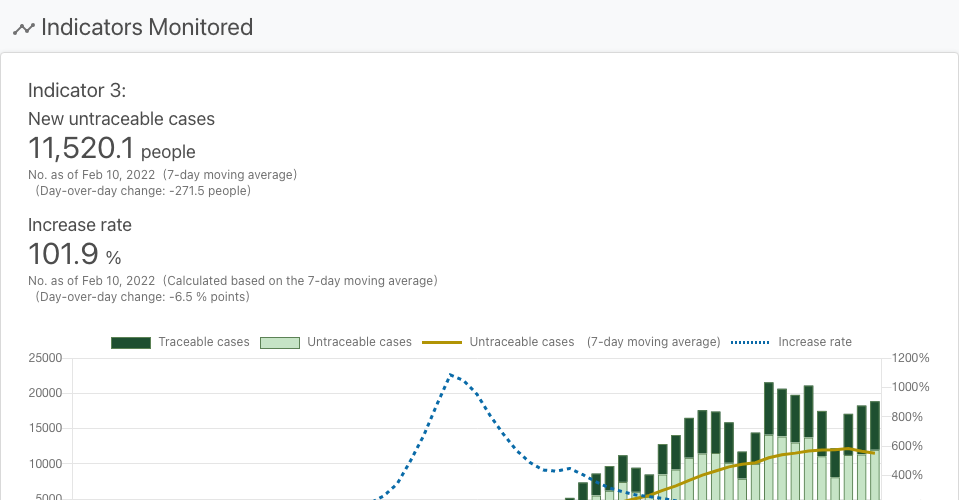 Indicators Monitored
Indicator 3:
New untraceable cases
11,520.1 people
No. as of Feb 10, 2022 (7-day moving average)
(Day-over-day change: -271.5 people)
Increase rate
101.9 %
No. as of Feb 10, 2022 (Calculated based on the 7-day moving average)
(Day-over-day change: -6.5 % points)
Traceable cases Untraceable cases Untraceable cases (7-day moving average) Increase rate
25000 1200%
20000 1000%
15000 800%
10000 600%
5000 400%